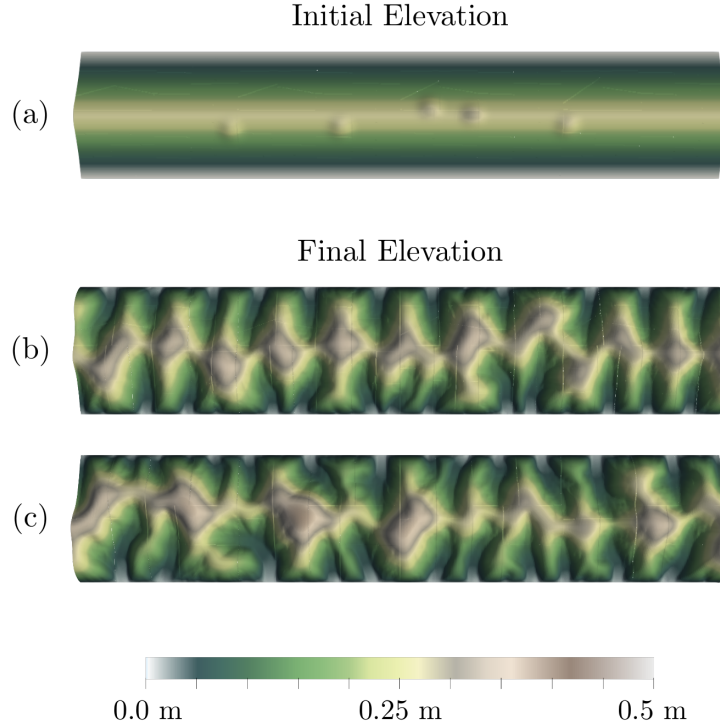 Initial Elevation
(a)
Final Elevation
(b)
(c)
0.0 m 0.25 m 0.5 m